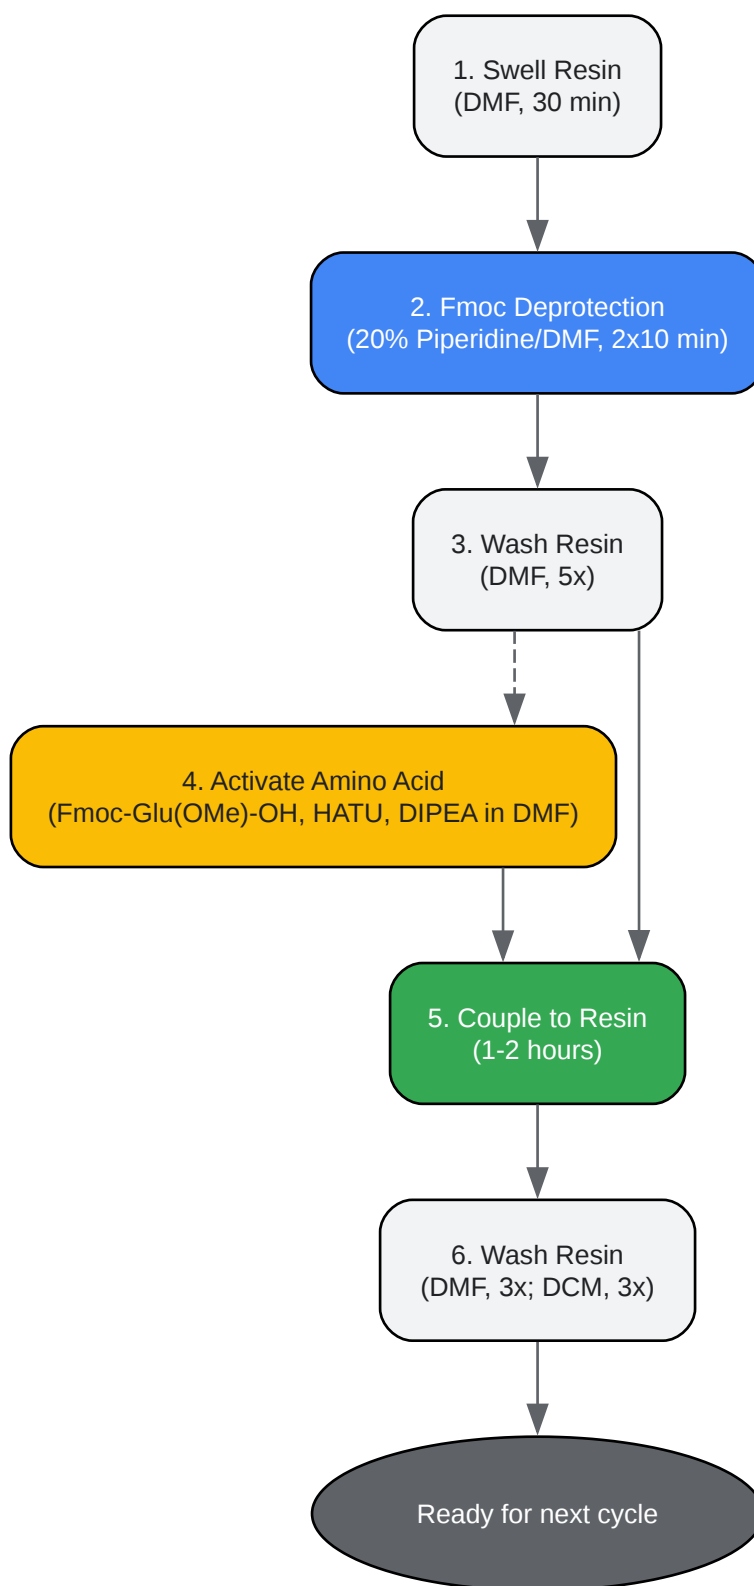 1. Swell Resin
(DMF, 30 min)
2. Fmoc Deprotection
(20% Piperidine/DMF, 2x10 min)
3. Wash Resin
(DMF, 5x)
4. Activate Amino Acid
(Fmoc-Glu(OMe)-OH, HATU, DIPEA in DMF)
5. Couple to Resin
(1-2 hours)
6. Wash Resin
(DMF, 3x; DCM, 3x)
Ready for next cycle